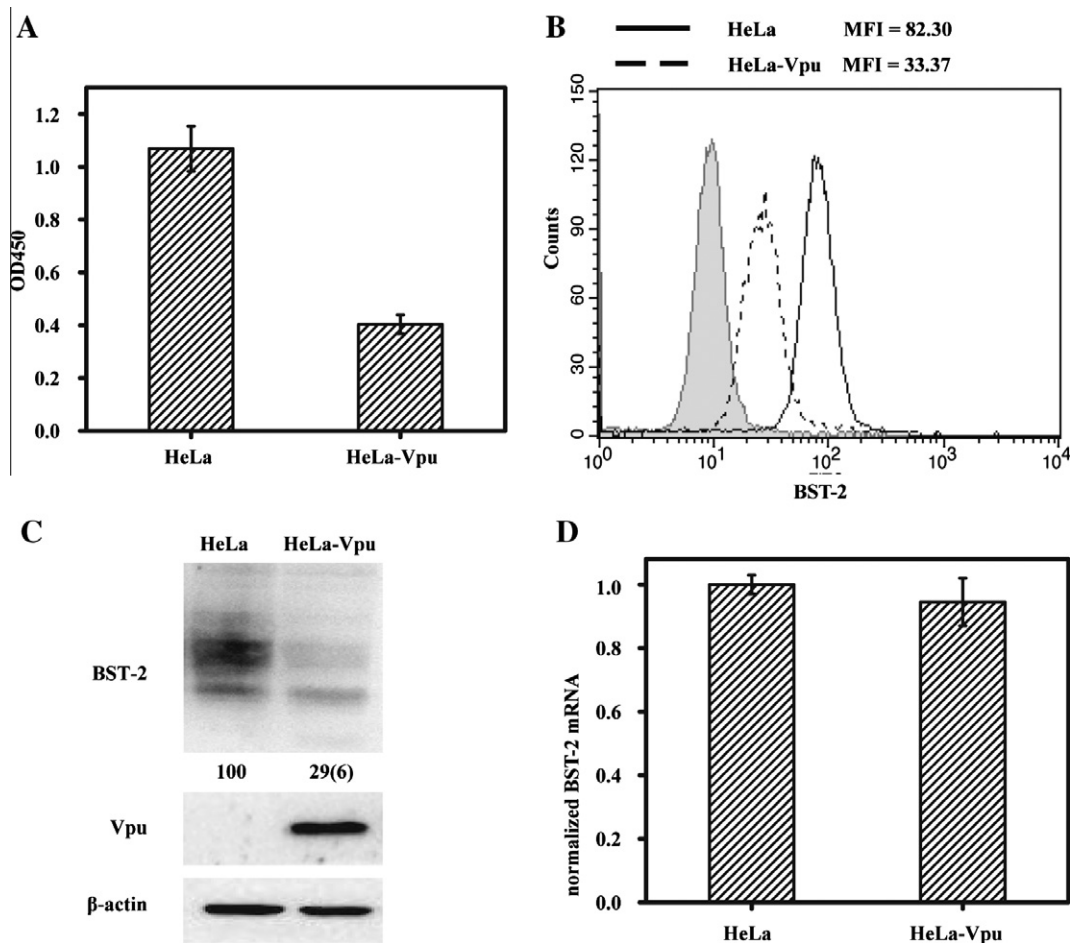 A
OD450
1.2
1.0
0.8
0.6
0.4
0.2
0.0
HeLa
HeLa-Vpu
B
HeLa MFI = 82.30
HeLa-Vpu MFI = 33.37
Counts
150
120
90
60
30
0
10^0 10^1 10^2 10^3 10^4
BST-2
C
HeLa HeLa-Vpu
BST-2
100 29(6)
Vpu
β-actin
D
normalized BST-2 mRNA
1.0
0.8
0.6
0.4
0.2
0.0
HeLa
HeLa-Vpu